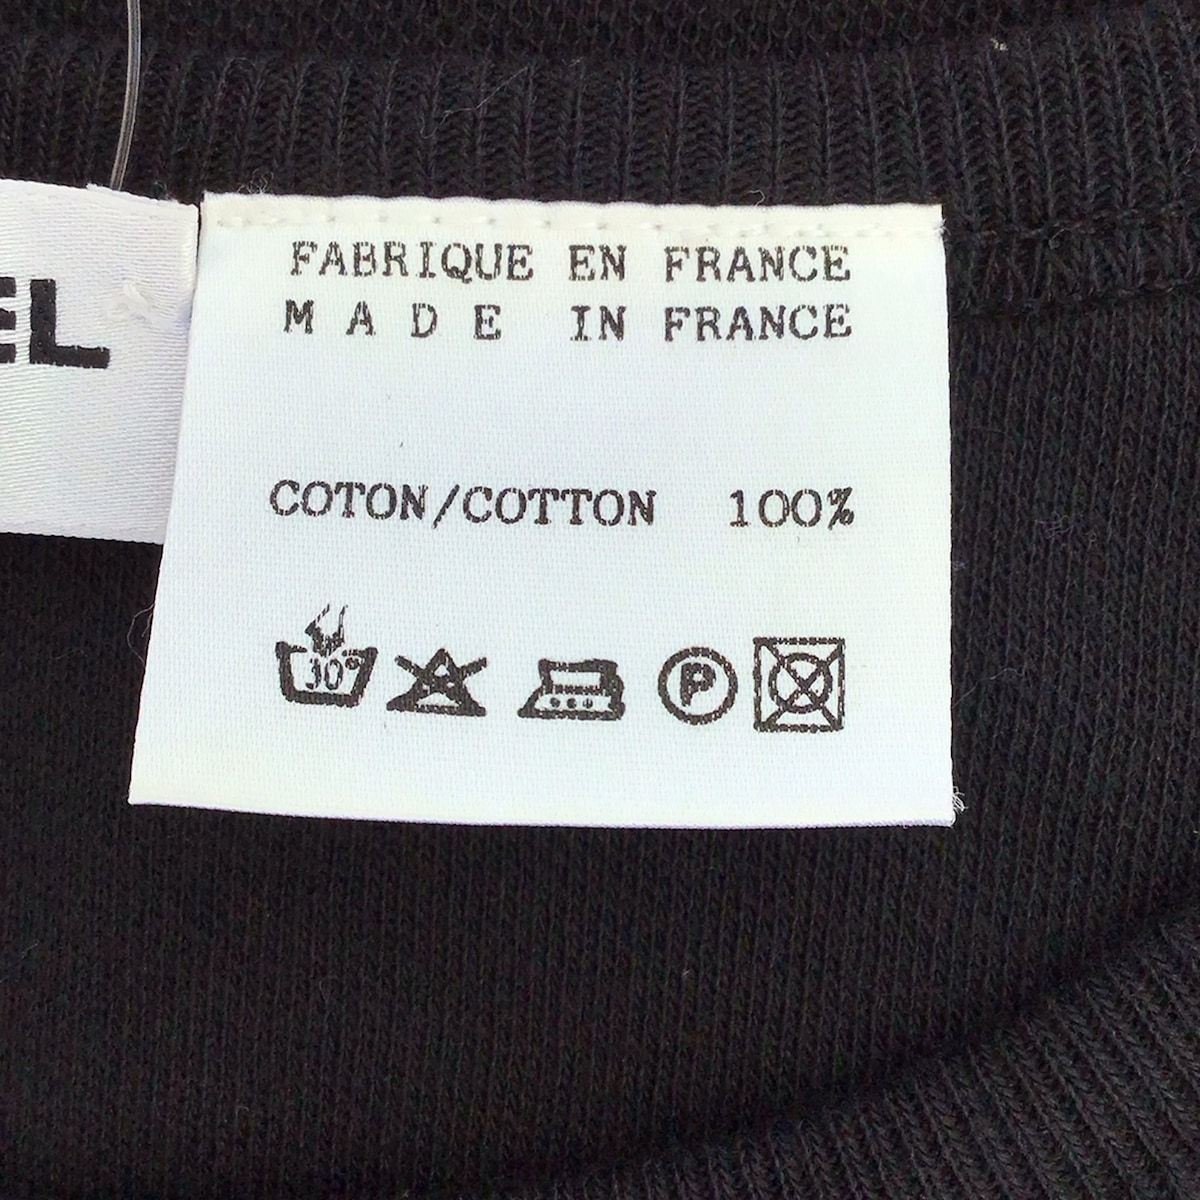 EL
FABRIQUE EN FRANCE
M A D E IN FRANCE
COTON/COTTON 100%
30° P